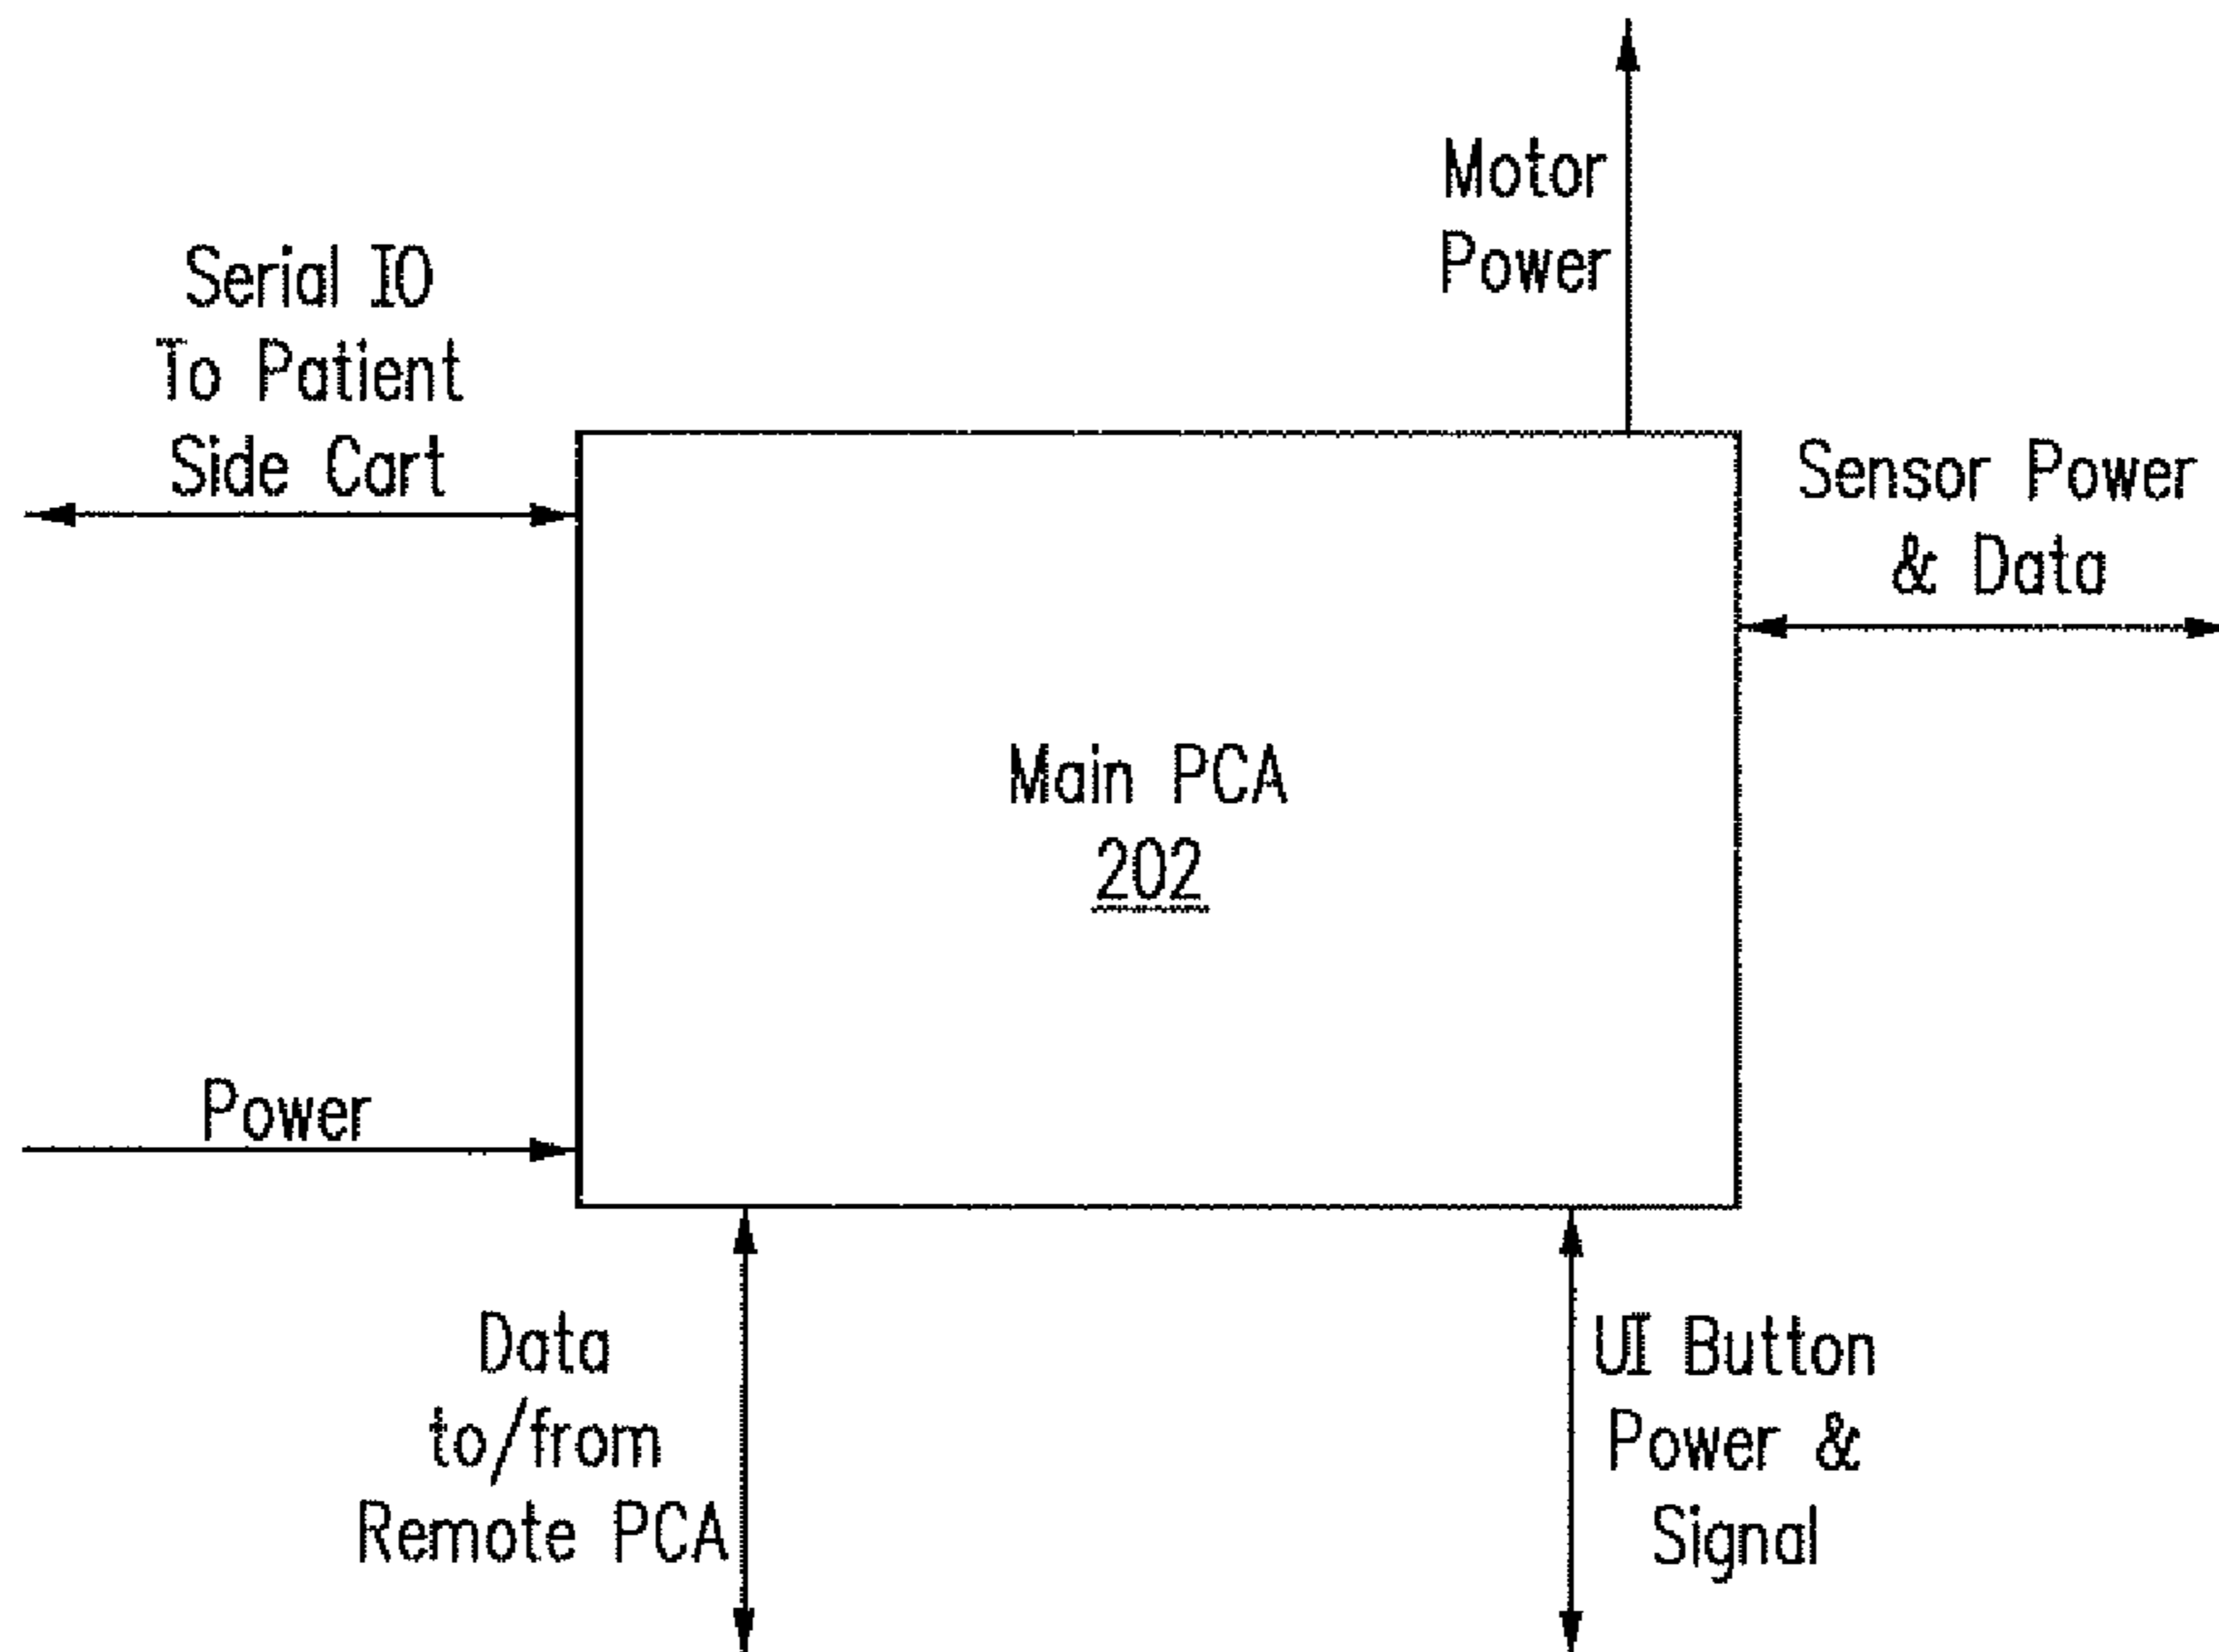 Motor
Power
Serial IO
To Patient
Side Cart
Sensor Power
& Data
Main PCA
202
Power
Data
to/from
Remote PCA
UI Button
Power &
Signal